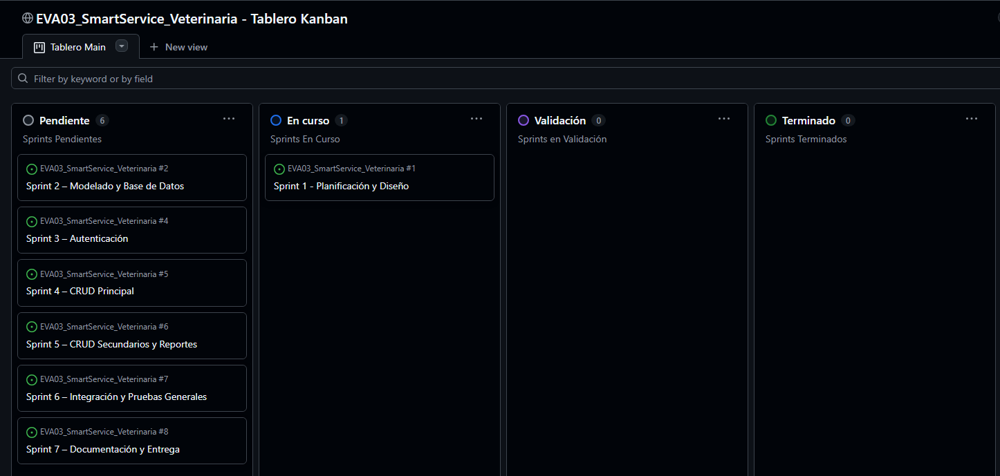 EVA03_SmartService_Veterinaria - Tablero Kanban
Tablero Main
New view
Filter by keyword or by field
Pendiente 6
Sprints Pendientes
EVA03_SmartService_Veterinaria #2
Sprint 2 – Modelado y Base de Datos
EVA03_SmartService_Veterinaria #4
Sprint 3 – Autenticación
EVA03_SmartService_Veterinaria #5
Sprint 4 – CRUD Principal
EVA03_SmartService_Veterinaria #6
Sprint 5 – CRUD Secundarios y Reportes
EVA03_SmartService_Veterinaria #7
Sprint 6 – Integración y Pruebas Generales
EVA03_SmartService_Veterinaria #8
Sprint 7 – Documentación y Entrega
En curso 1
Sprints En Curso
EVA03_SmartService_Veterinaria #1
Sprint 1 - Planificación y Diseño
Validación 0
Sprints en Validación
Terminado 0
Sprints Terminados